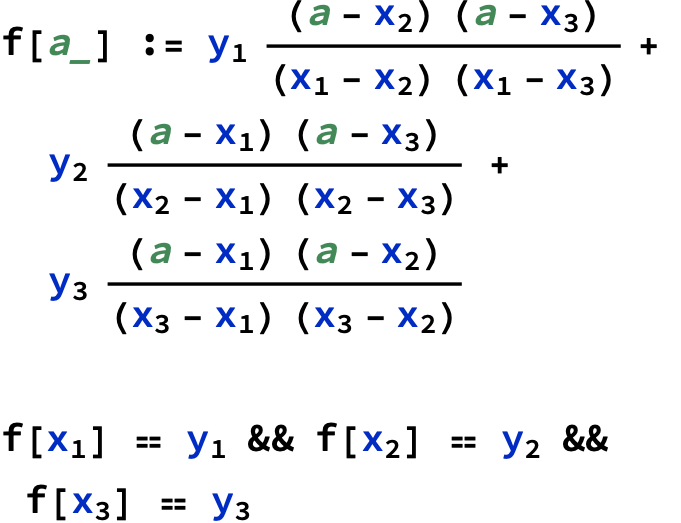 f[a_] := y₁ ((a - x₂) (a - x₃))/((x₁ - x₂) (x₁ - x₃)) +
y₂ ((a - x₁) (a - x₃))/((x₂ - x₁) (x₂ - x₃)) +
y₃ ((a - x₁) (a - x₂))/((x₃ - x₁) (x₃ - x₂))
f[x₁] == y₁ && f[x₂] == y₂ &&
f[x₃] == y₃